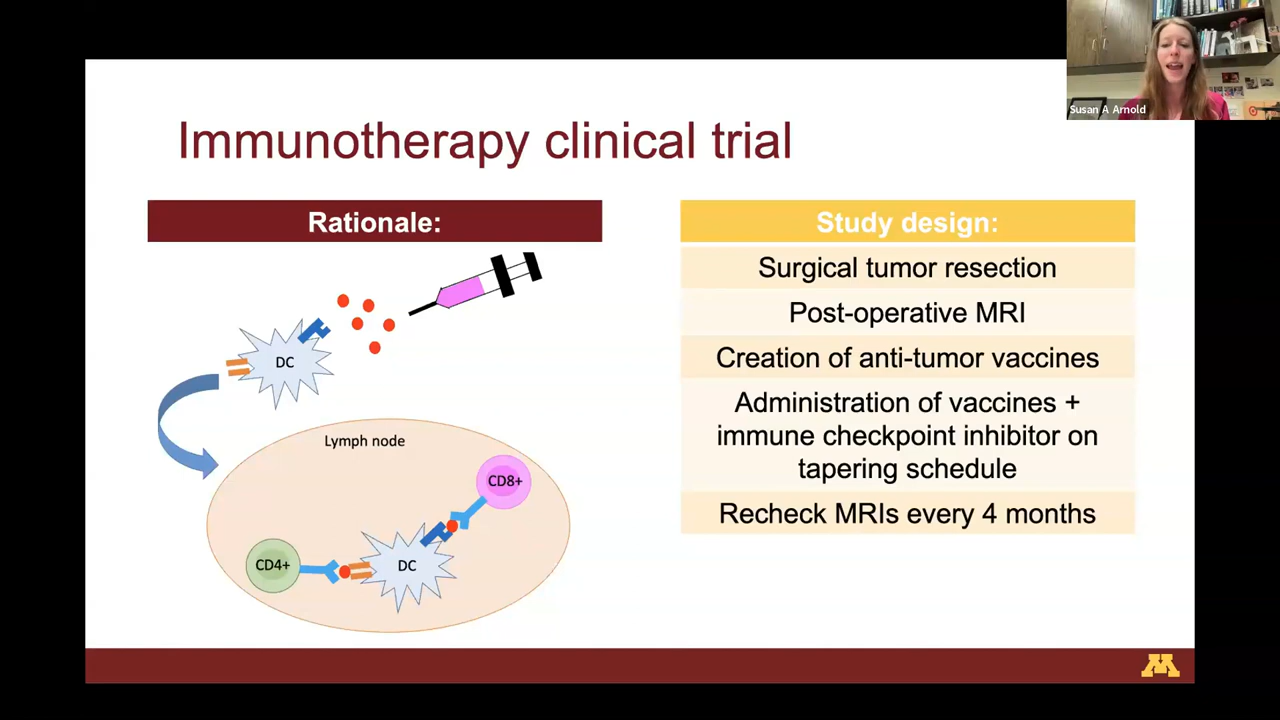 Susan A Arnold
Immunotherapy clinical trial
Rationale:
DC
Lymph node
CD8+
CD4+
DC
Study design:
Surgical tumor resection
Post-operative MRI
Creation of anti-tumor vaccines
Administration of vaccines +
immune checkpoint inhibitor on
tapering schedule
Recheck MRIs every 4 months
M